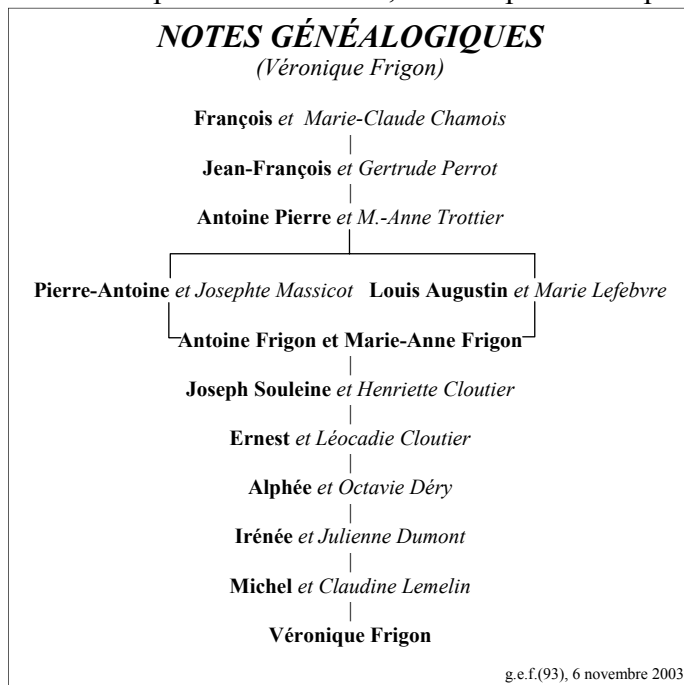 NOTES GÉNÉALOGIQUES
(Véronique Frigon)
François et Marie-Claude Chamois
Jean-François et Gertrude Perrot
Antoine Pierre et M.-Anne Trottier
Pierre-Antoine et Josephte Massicot Louis Augustin et Marie Lefebvre
Antoine Frigon et Marie-Anne Frigon
Joseph Souleine et Henriette Cloutier
Ernest et Léocadie Cloutier
Alphée et Octavie Déry
Irénée et Julienne Dumont
Michel et Claudine Lemelin
Véronique Frigon
g.e.f.(93), 6 novembre 2003